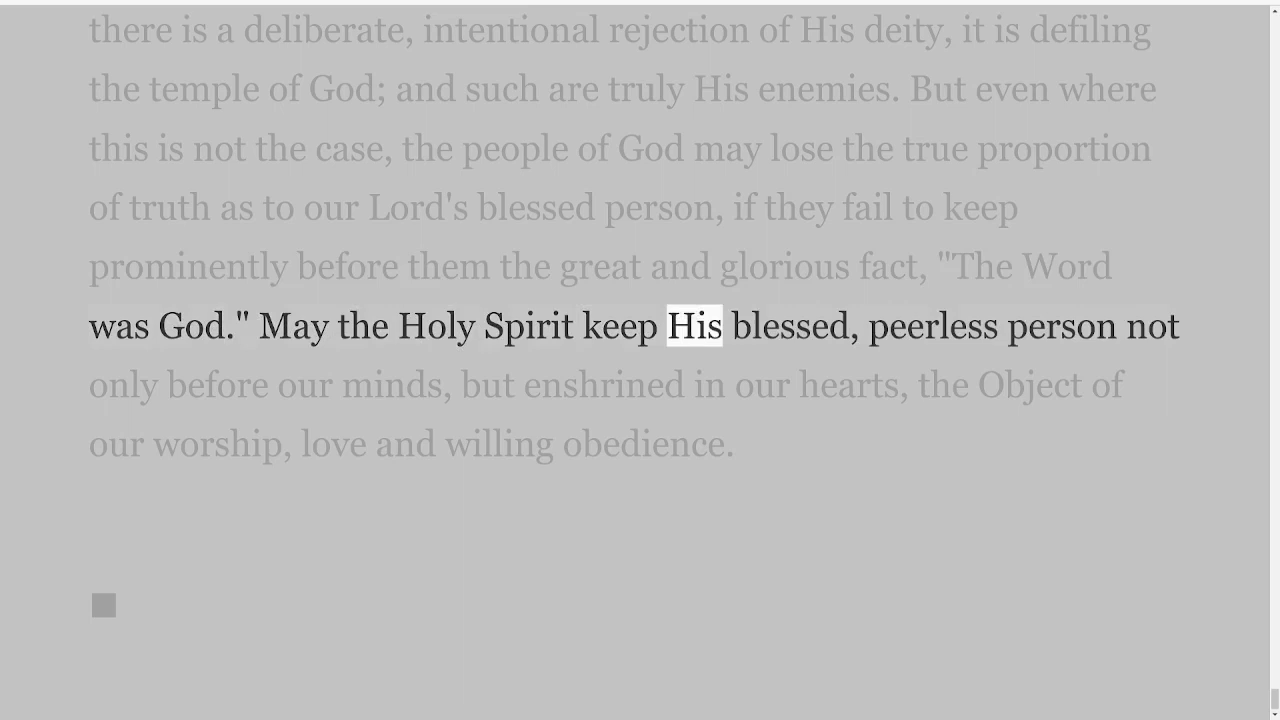 there is a deliberate, intentional rejection of His deity, it is defiling
the temple of God; and such are truly His enemies. But even where
this is not the case, the people of God may lose the true proportion
of truth as to our Lord's blessed person, if they fail to keep
prominently before them the great and glorious fact, "The Word
was God." May the Holy Spirit keep His blessed, peerless person not
only before our minds, but enshrined in our hearts, the Object of
our worship, love and willing obedience.